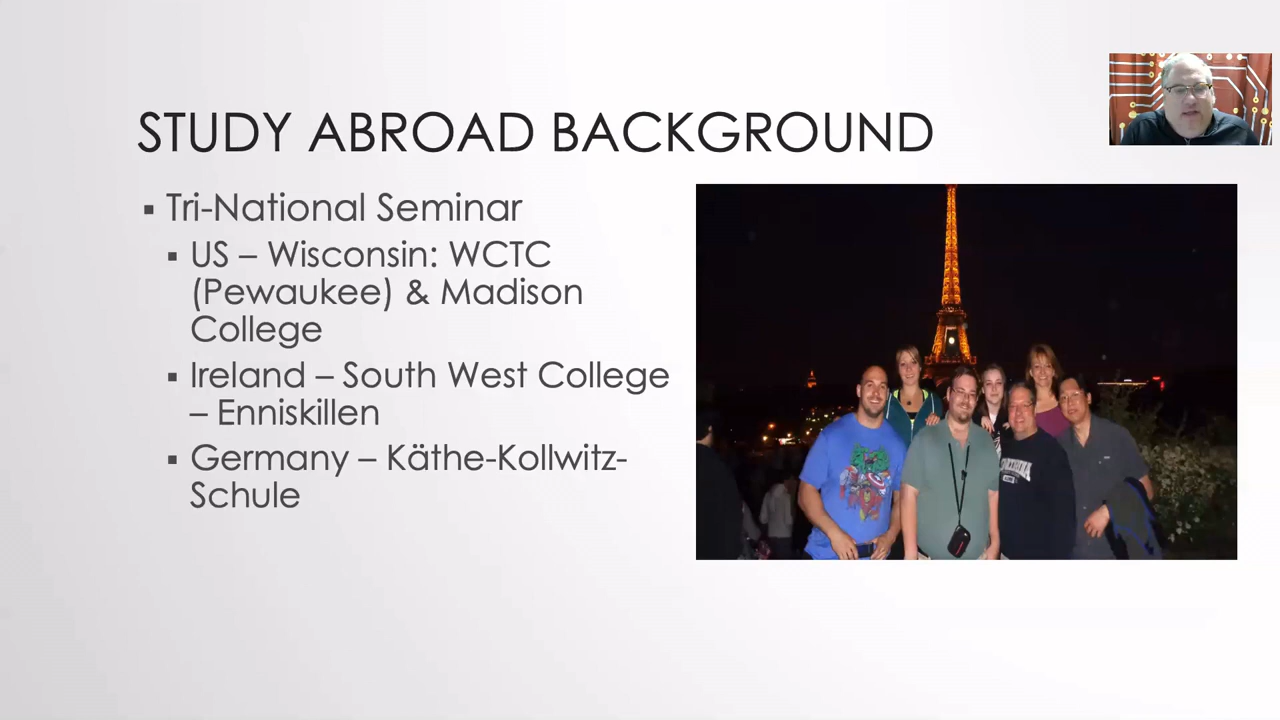 STUDY ABROAD BACKGROUND
▪ Tri-National Seminar
▪ US – Wisconsin: WCTC
(Pewaukee) & Madison
College
▪ Ireland – South West College
– Enniskillen
▪ Germany – Käthe-Kollwitz-
Schule